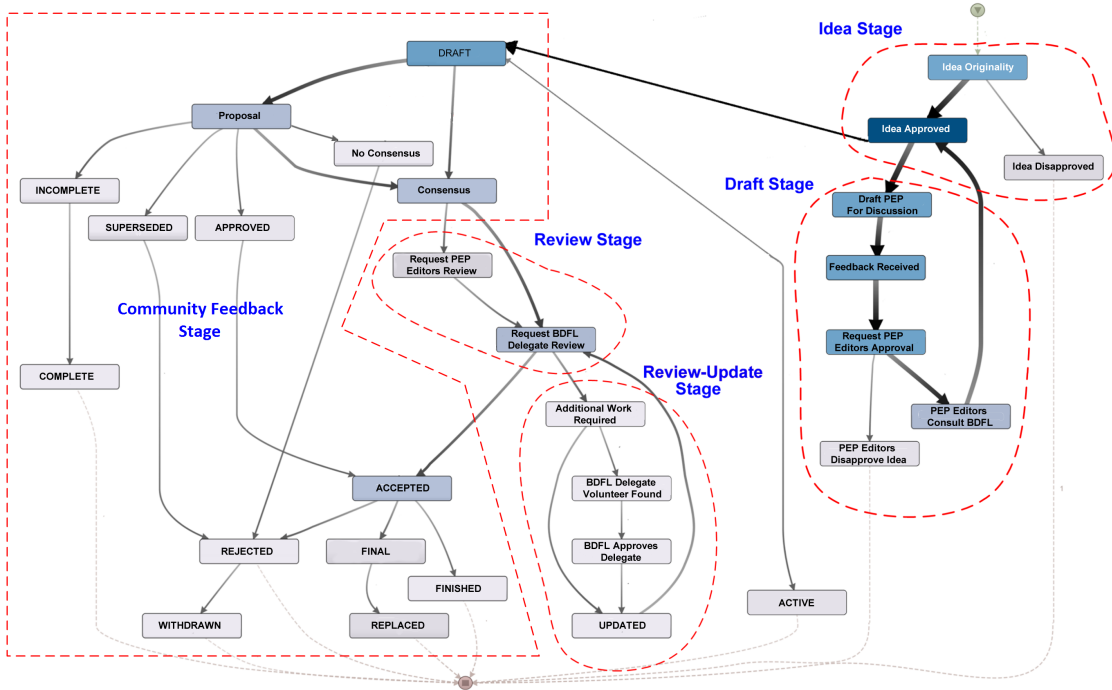 Idea Stage
DRAFT
Idea Originality
Proposal
Idea Approved
No Consensus
Idea Disapproved
INCOMPLETE
Consensus
Draft Stage
Draft PEP
For Discussion
SUPERSEDED
APPROVED
Review Stage
Request PEP
Editors Review
Feedback Received
Community Feedback
Stage
Request BDFL
Delegate Review
Request PEP
Editors Approval
COMPLETE
Review-Update
Stage
Additional Work
Required
PEP Editors
Consult BDFL
PEP Editors
Disapprove Idea
ACCEPTED
BDFL Delegate
Volunteer Found
REJECTED
FINAL
BDFL Approves
Delegate
FINISHED
ACTIVE
WITHDRAWN
REPLACED
UPDATED